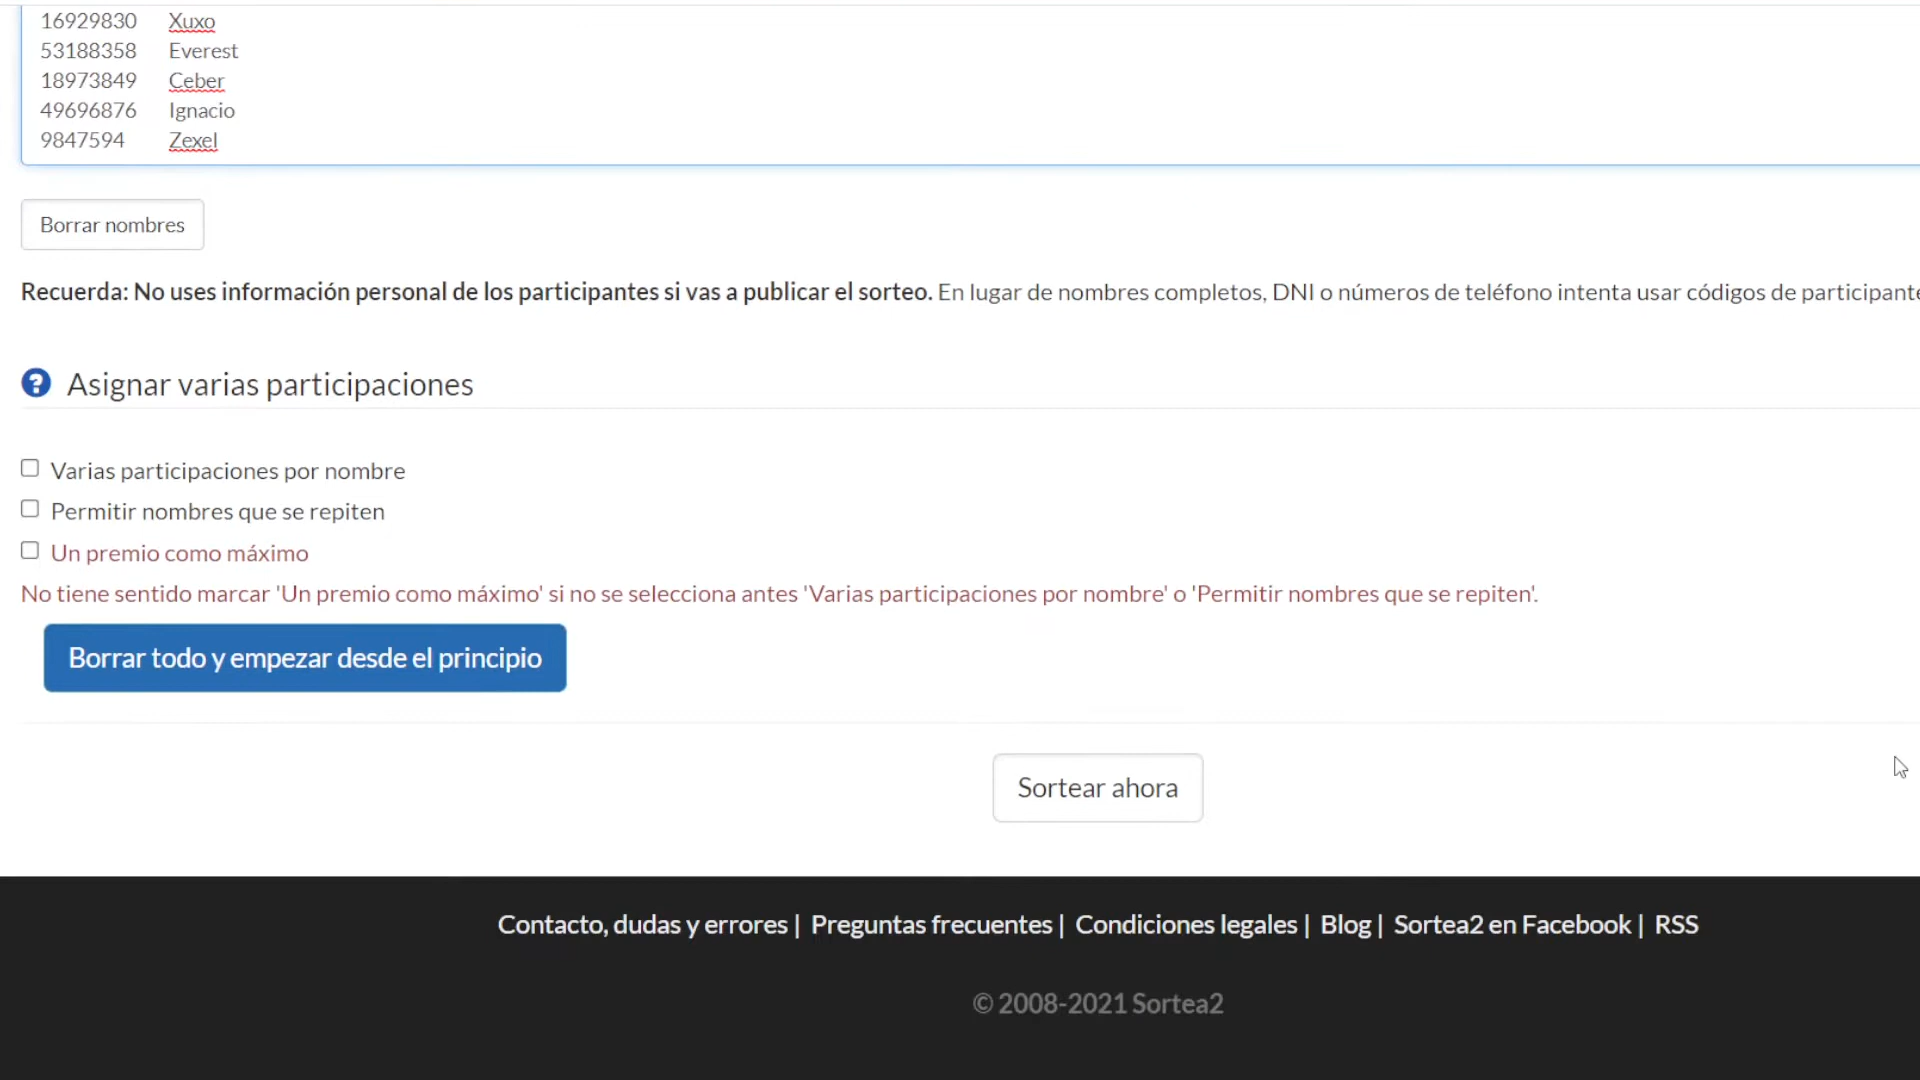 16929830 Xuxo
53188358 Everest
18973849 Ceber
49696876 Ignacio
9847594 Zexel
Borrar nombres
Recuerda: No uses información personal de los participantes si vas a publicar el sorteo. En lugar de nombres completos, DNI o números de teléfono intenta usar códigos de participante
Asignar varias participaciones
Varias participaciones por nombre
Permitir nombres que se repiten
Un premio como máximo
No tiene sentido marcar 'Un premio como máximo' si no se selecciona antes 'Varias participaciones por nombre' o 'Permitir nombres que se repiten'.
Borrar todo y empezar desde el principio
Sortear ahora
Contacto, dudas y errores | Preguntas frecuentes | Condiciones legales | Blog | Sortea2 en Facebook | RSS
© 2008-2021 Sortea2